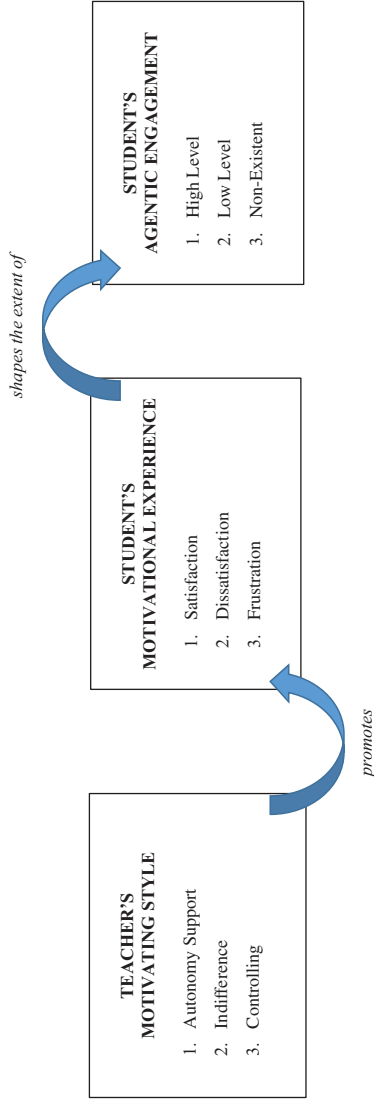 TEACHER'S
MOTIVATING STYLE
1. Autonomy Support
2. Indifference
3. Controlling
promotes
STUDENT'S
MOTIVATIONAL EXPERIENCE
1. Satisfaction
2. Dissatisfaction
3. Frustration
shapes the extent of
STUDENT'S
AGENTIC ENGAGEMENT
1. High Level
2. Low Level
3. Non-Existent